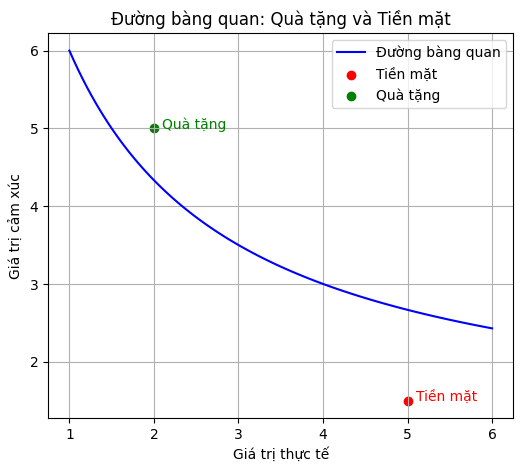 Đường bàng quan: Quà tặng và Tiền mặt
Đường bàng quan
Tiền mặt
Quà tặng
Quà tặng
Tiền mặt
Giá trị cảm xúc
6
5
4
3
2
1 2 3 4 5 6
Giá trị thực tế